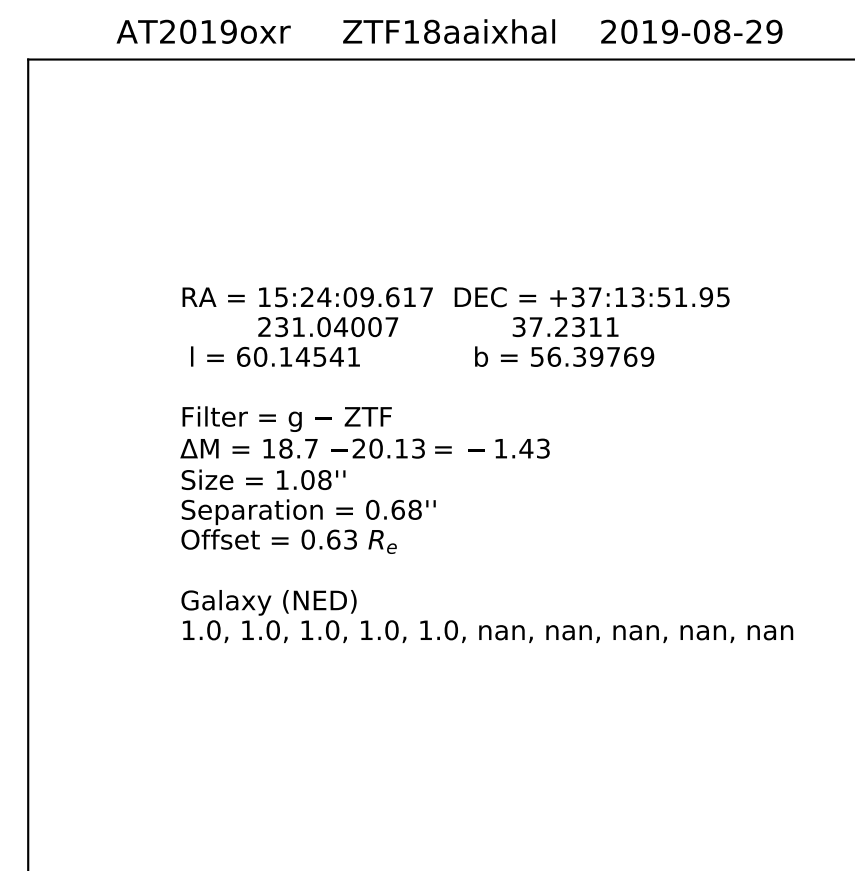 AT2019oxr ZTF18aaixhal 2019-08-29
RA = 15:24:09.617 DEC = +37:13:51.95
231.04007 37.2311
l = 60.14541 b = 56.39769
Filter = g − ZTF
ΔM = 18.7 −20.13 = −1.43
Size = 1.08''
Separation = 0.68''
Offset = 0.63 Re
Galaxy (NED)
1.0, 1.0, 1.0, 1.0, 1.0, nan, nan, nan, nan, nan